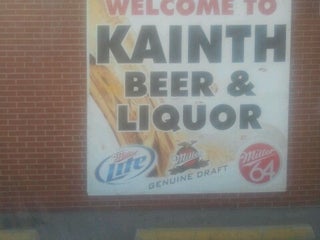 WELCOME TO
KAINTH
BEER &
LIQUOR
Miller
Lite
Miller
GENUINE DRAFT
Miller
64